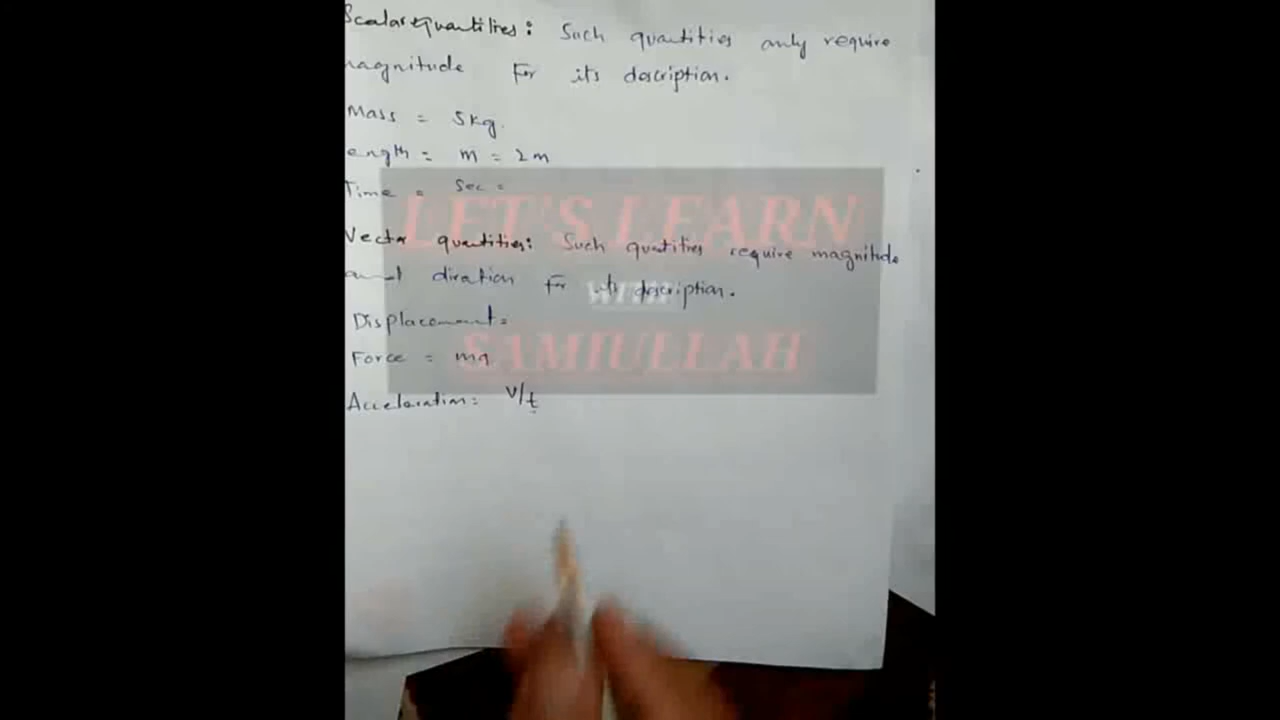 Scalar quantities: Such quantities only require
magnitude For its description.
Mass = 5kg.
ength = m = 2m
Time = Sec =
LET'S LEARN
Vector quantities: Such quantities require magnitude
and diration For its description.
WITH
Displacement =
Force = ma
SAMIULLAH
Acceleration = V/t